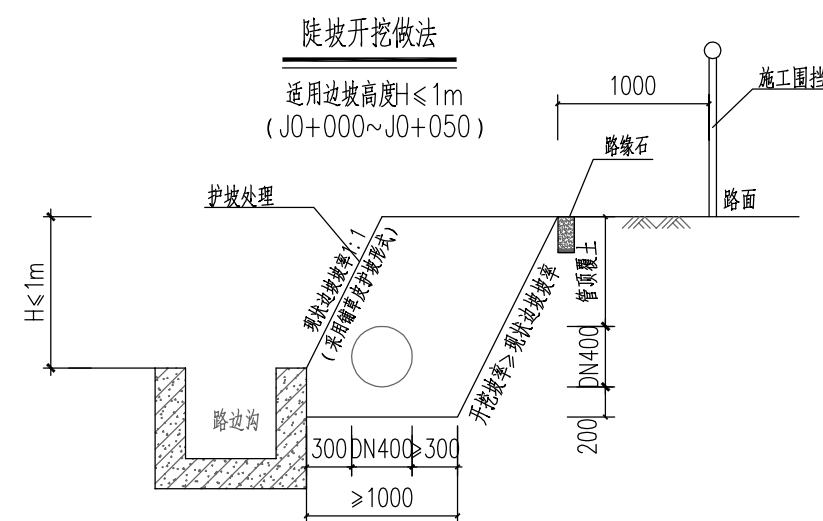 陡坡开挖做法
适用边坡高度H≤1m
(J0+000~J0+050)
1000
施工围挡
路缘石
护坡处理
路面
现状边坡坡率1:1
(采用铺草皮护坡形式)
H≤1m
管顶覆土
开挖坡率≥现状边坡坡率
DN400
路边沟
200
300
DN400
≥300
≥1000